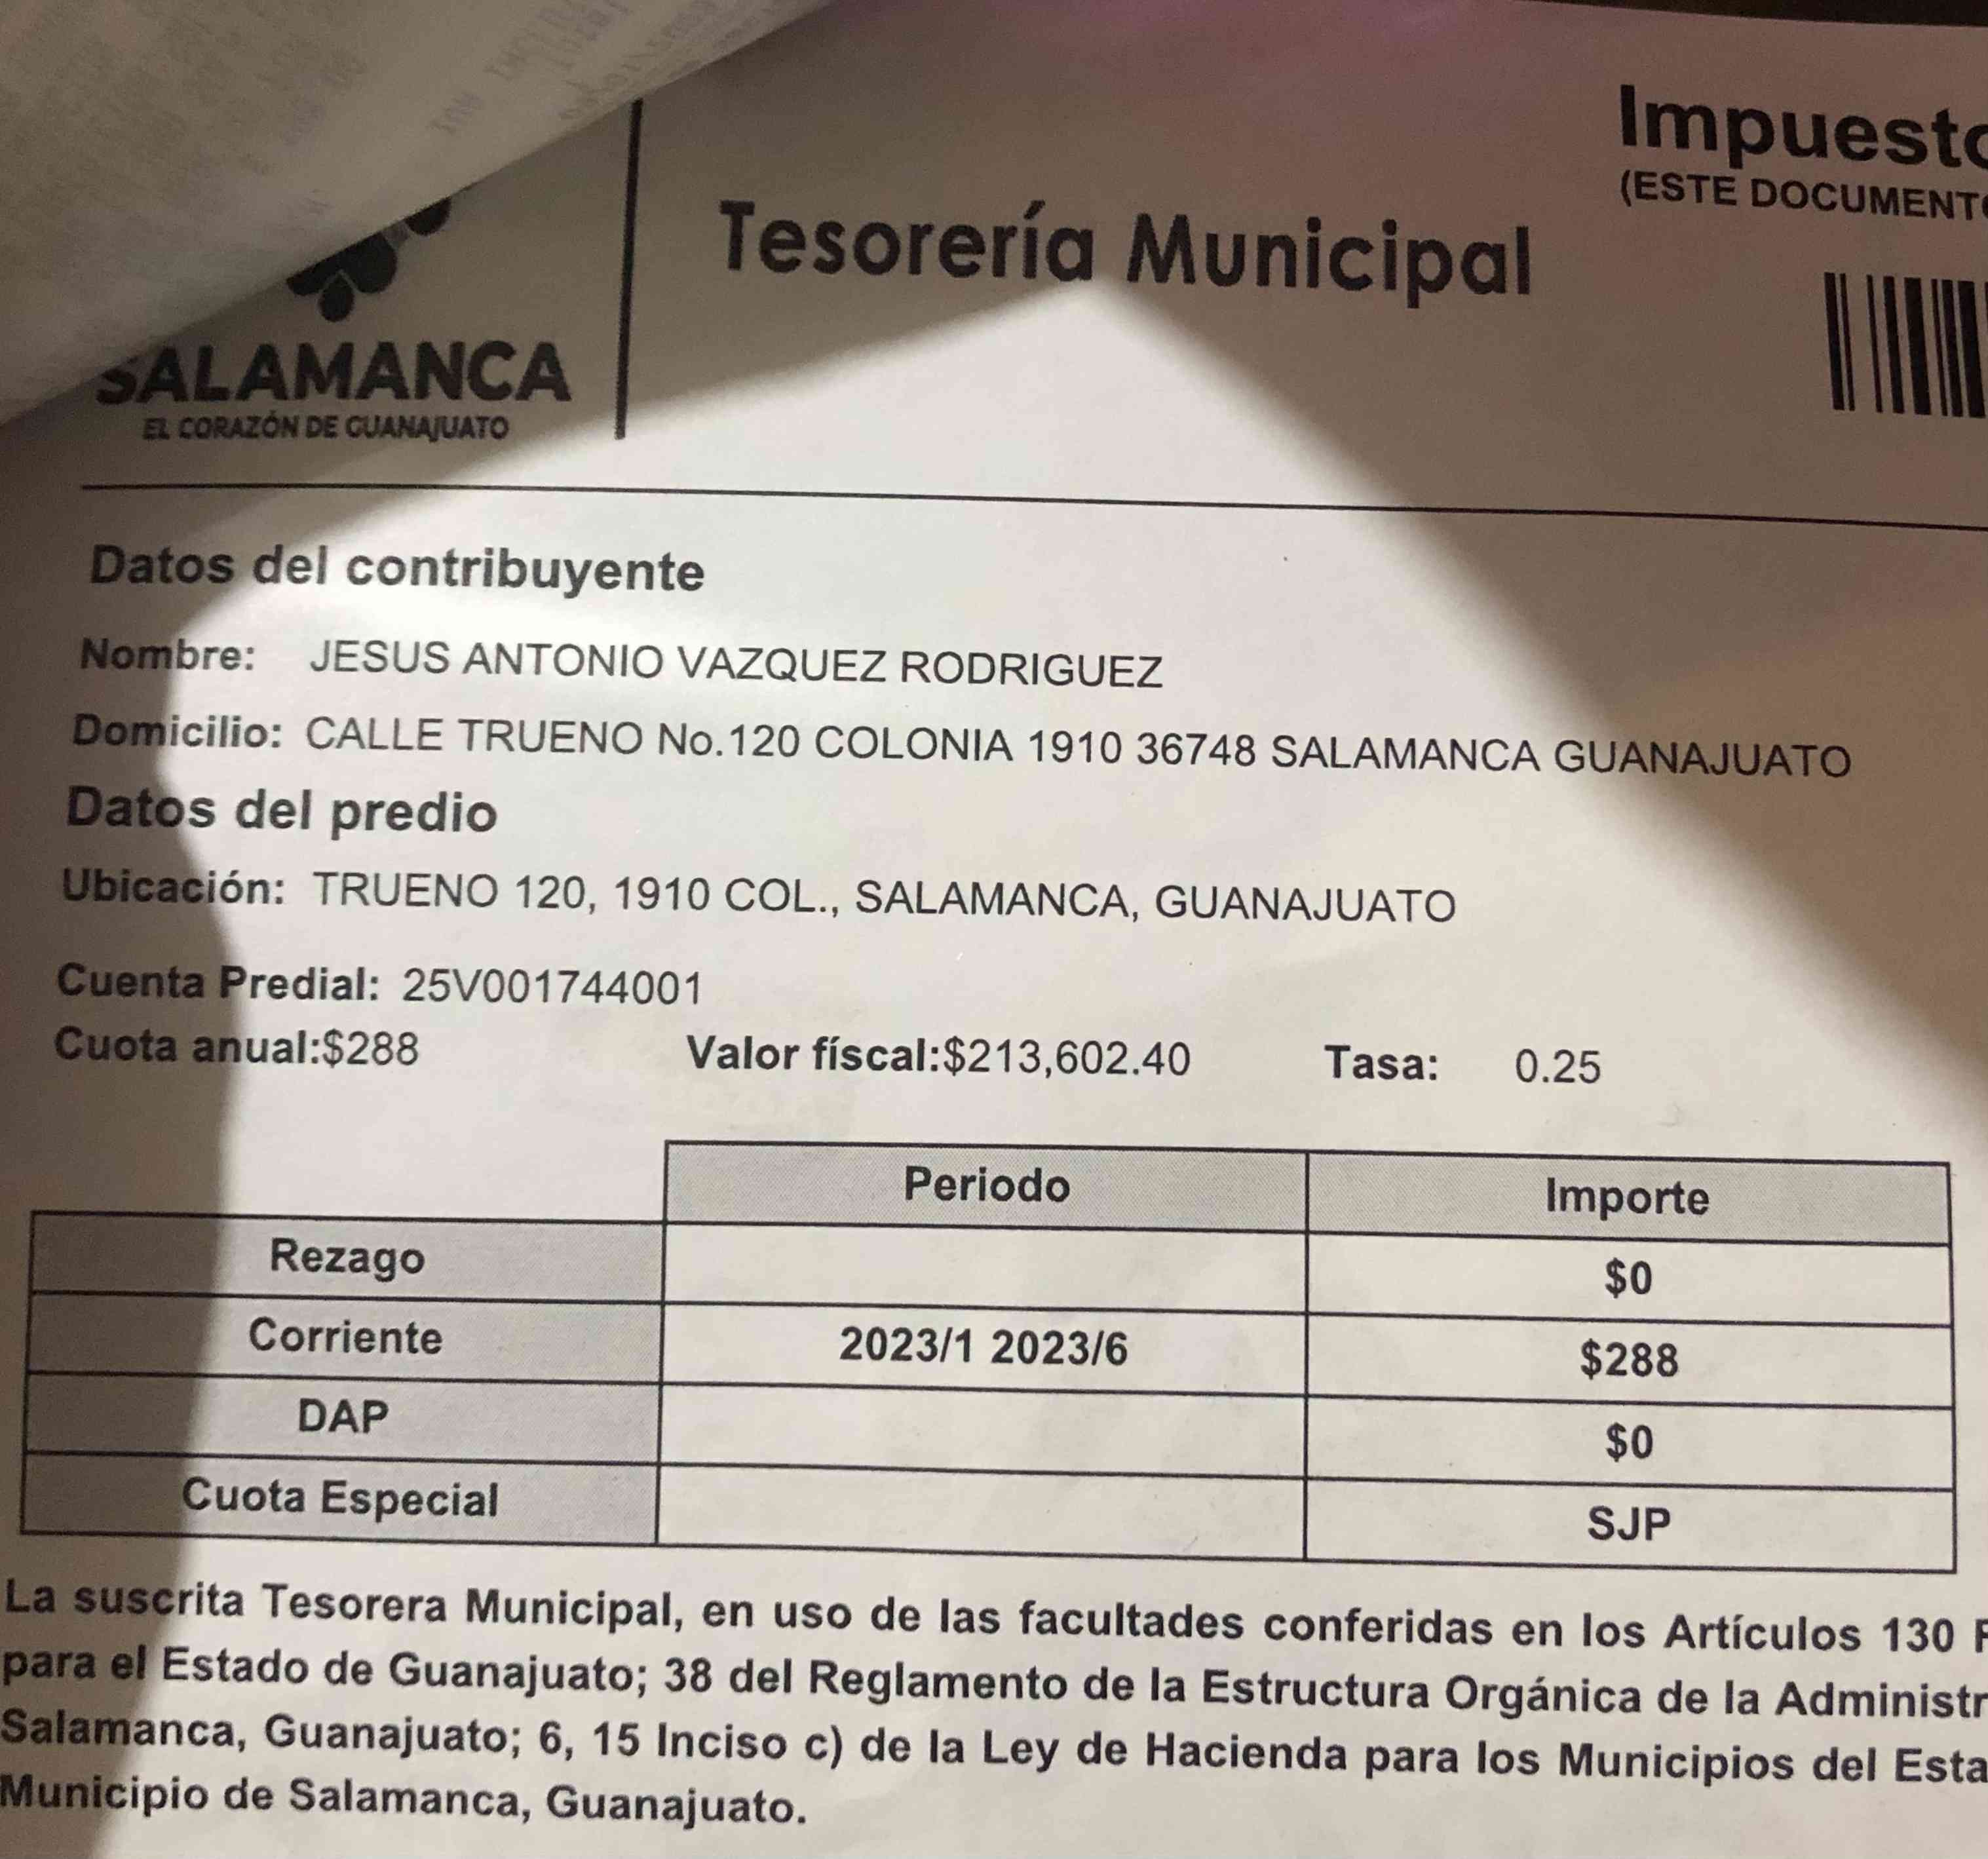 Impuesto
(ESTE DOCUMENTO
Tesorería Municipal
SALAMANCA
EL CORAZÓN DE GUANAJUATO
Datos del contribuyente
Nombre: JESUS ANTONIO VAZQUEZ RODRIGUEZ
Domicilio: CALLE TRUENO No.120 COLONIA 1910 36748 SALAMANCA GUANAJUATO
Datos del predio
Ubicación: TRUENO 120, 1910 COL., SALAMANCA, GUANAJUATO
Cuenta Predial: 25V001744001
Cuota anual:$288 Valor físcal:$213,602.40 Tasa: 0.25
Periodo Importe
Rezago $0
Corriente 2023/1 2023/6 $288
DAP $0
Cuota Especial SJP
La suscrita Tesorera Municipal, en uso de las facultades conferidas en los Artículos 130
para el Estado de Guanajuato; 38 del Reglamento de la Estructura Orgánica de la Administr
Salamanca, Guanajuato; 6, 15 Inciso c) de la Ley de Hacienda para los Municipios del Esta
Municipio de Salamanca, Guanajuato.